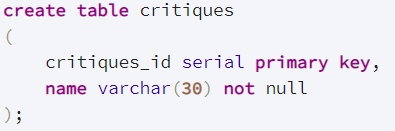 create table critiques
(
    critiques_id serial primary key,
    name varchar(30) not null
);